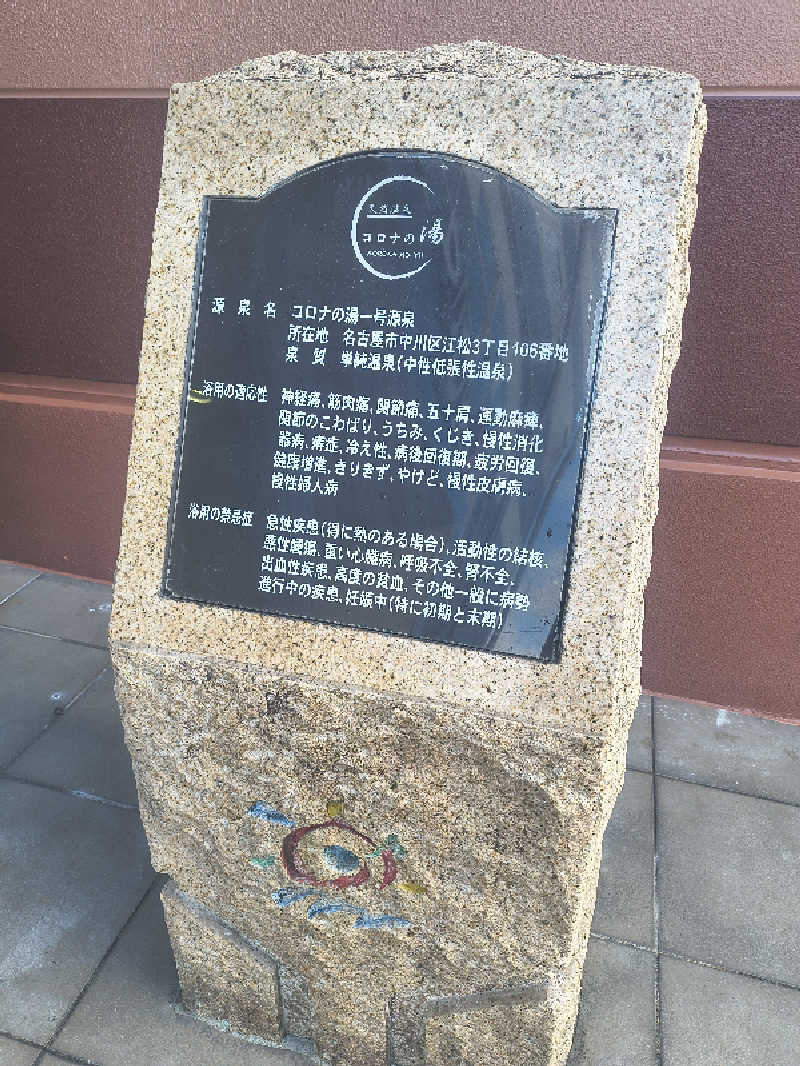 天然温泉
コロナの湯
KORONA NO YU
源泉名 コロナの湯一号源泉
所在地 名古屋市中川区江松3丁目106番地
泉質 単純温泉(中性低張性温泉)
浴用の適応性 神経痛、筋肉痛、関節痛、五十肩、運動麻痺、
関節のこわばり、うちみ、くじき、慢性消化
器病、痔症、冷え性、病後回復期、疲労回復、
健康増進、きりきず、やけど、慢性皮膚病、
慢性婦人病
浴用の禁忌症 急性疾患(特に熱のある場合)、活動性の結核、
悪性腫瘍、重い心臓病、呼吸不全、腎不全、
出血性疾患、高度の貧血、その他一般に病勢
進行中の疾患、妊娠中(特に初期と末期)